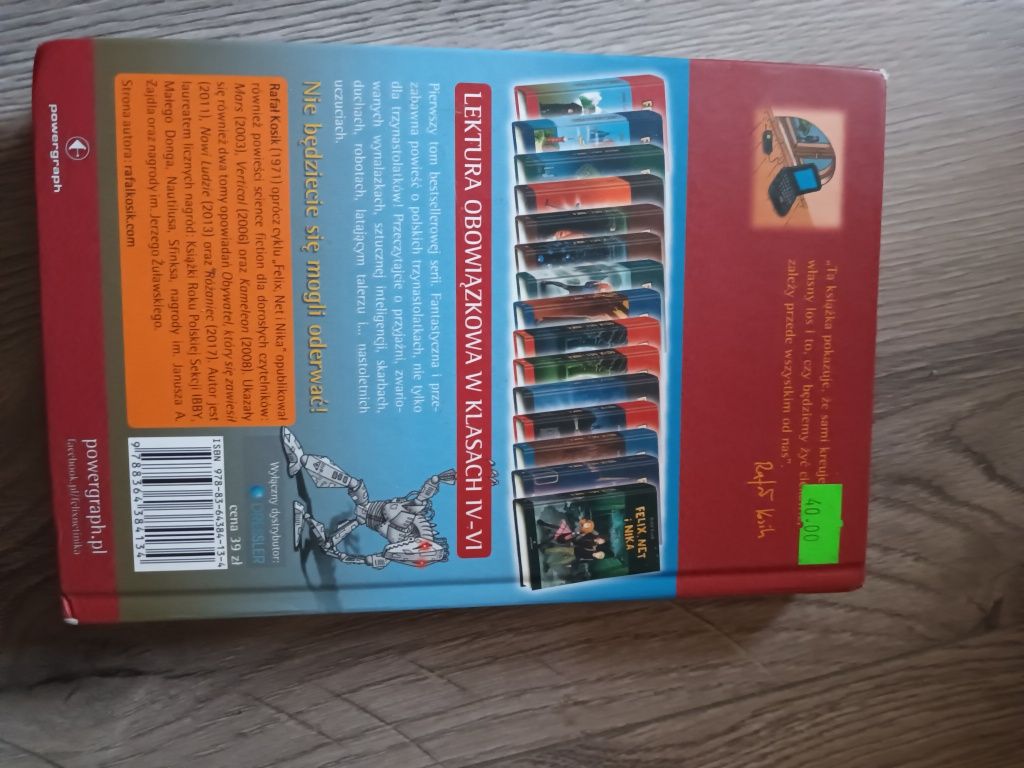 „Ta książka pokazuje, że sami kreuje
własny los i to, czy będziemy żyć
zależy przede wszystkim od nas".
Rafał Kosik
40.00
FELIX, NET
i NIKA
LEKTURA OBOWIĄZKOWA W KLASACH IV–VI
Pierwszy tom bestsellerowej serii. Fantastyczna i prze-
zabawna powieść o polskich trzynastolatkach, nie tylko
dla trzynastolatków! Przeczytajcie o przyjaźni, zwario-
wanych wynalazkach, sztucznej inteligencji, skarbach,
duchach, robotach, latającym talerzu i... nastoletnich
uczuciach.
Nie będziecie się mogli oderwać!
Rafał Kosik (1971) oprócz cyklu „Felix, Net i Nika" opublikował
również powieści science fiction dla dorosłych czytelników:
Mars (2003), Vertical (2006) oraz Kameleon (2008). Ukazały
się również dwa tomy opowiadań Obywatel, który się zawiesił
(2011), Nowi Ludzie (2013) oraz Różaniec (2017). Autor jest
laureatem licznych nagród: Książki Roku Polskiej Sekcji IBBY,
Małego Donga, Nautilusa, Sfinksa, nagrody im. Janusza A.
Zajdla oraz nagrody im. Jerzego Żuławskiego.
Strona autora: rafalkosik.com
Wyłączny dystrybutor:
DRESSLER
cena 39 zł
ISBN 978-83-64384-13-4
9 788364 384134
powergraph
powergraph.pl
facebook.pl/felixnetinika